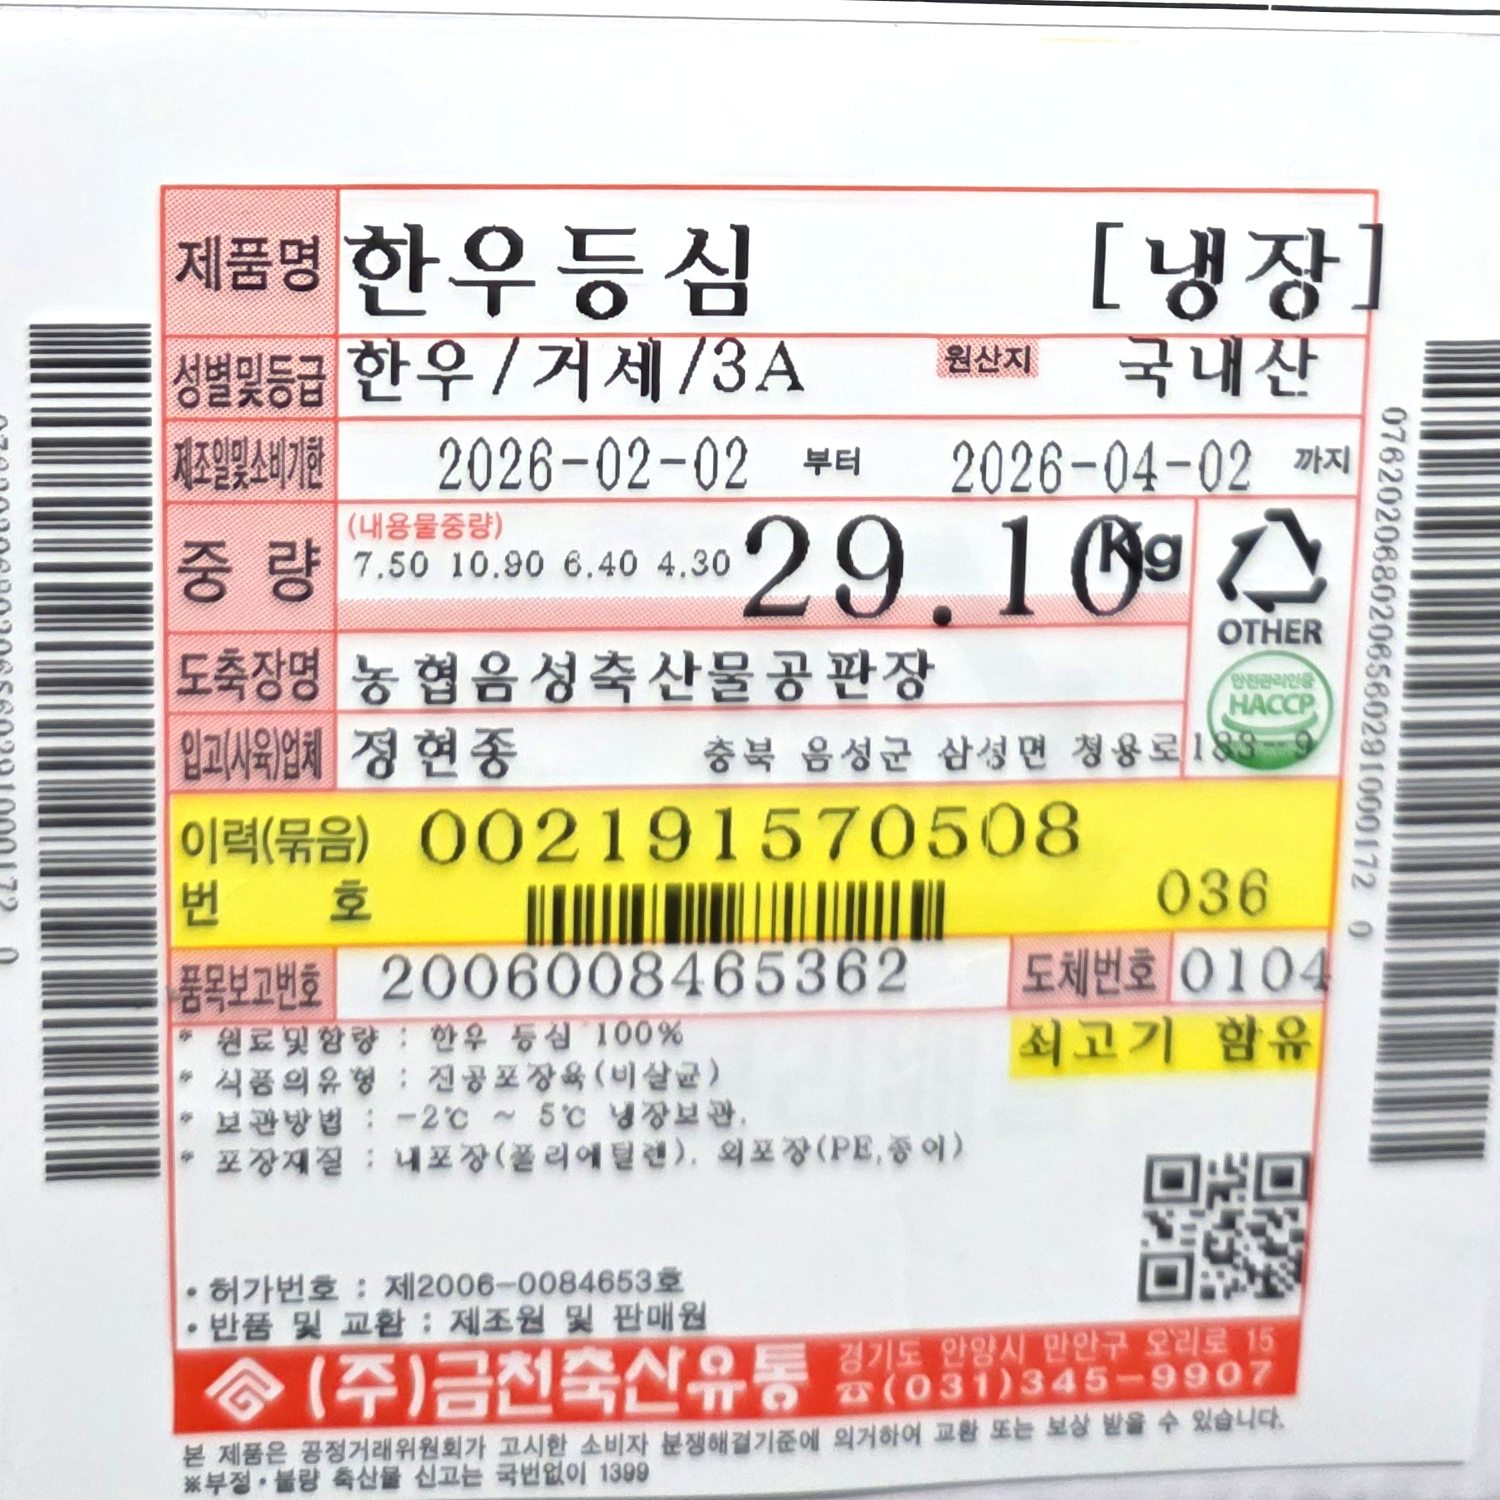 제품명 한우등심 [냉장]
성별및등급 한우/거세/3A 원산지 국내산
제조일및소비기한 2026-02-02 부터 2026-04-02 까지
중 량 (내용물중량) 7.50 10.90 6.40 4.30 29.10 Kg
OTHER
도축장명 농협음성축산물공판장
안전관리인증
HACCP
입고(사육)업체 정현종 충북 음성군 삼성면 청용로183-9
이력(묶음) 002191570508
번 호 036
품목보고번호 2006008465362 도체번호 0104
* 원료및함량 : 한우 등심 100% 쇠고기 함유
* 식품의유형 : 진공포장육(비살균)
* 보관방법 : -2℃ ~ 5℃ 냉장보관.
* 포장재질 : 내포장(폴리에틸렌). 외포장(PE,종이)
• 허가번호 : 제2006-0084653호
• 반품 및 교환 : 제조원 및 판매원
(주)금천축산유통 경기도 안양시 만안구 오리로 15
☎(031)345-9907
본 제품은 공정거래위원회가 고시한 소비자 분쟁해결기준에 의거하여 교환 또는 보상 받을 수 있습니다.
※부정·불량 축산물 신고는 국번없이 1399